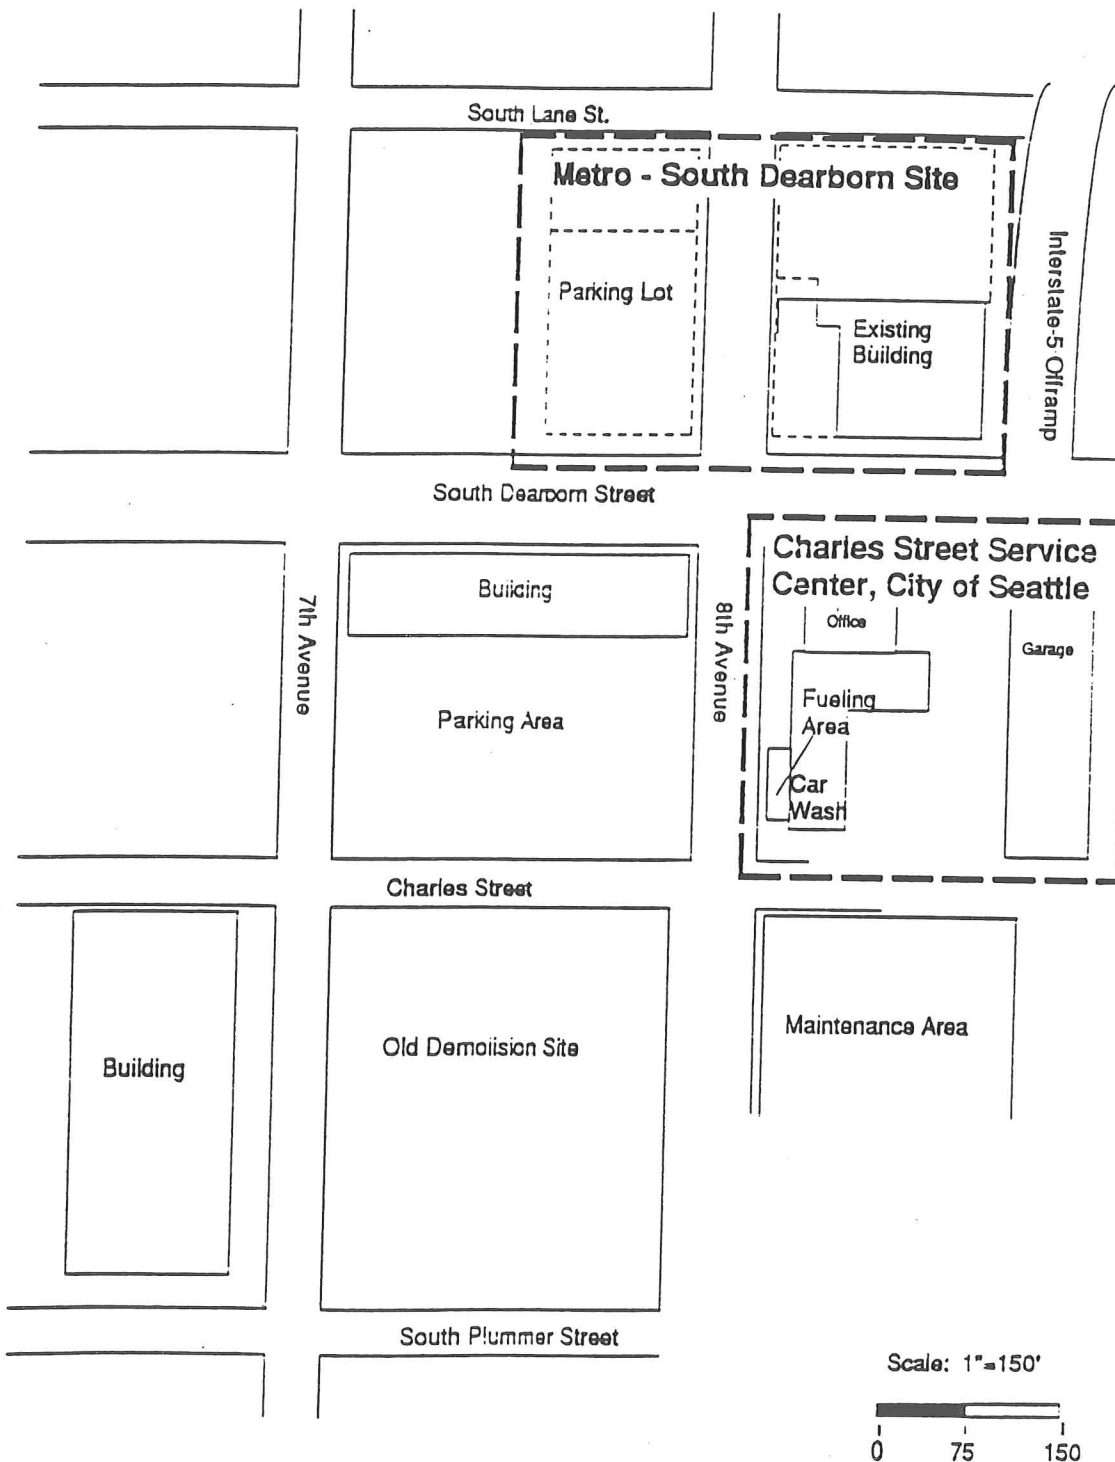 South Lane St.
Metro - South Dearborn Site
Parking Lot
Existing
Building
Interstate-5 Offramp
South Dearborn Street
Charles Street Service
Center, City of Seattle
Building
7th Avenue
8th Avenue
Office
Garage
Fueling
Area
Parking Area
Car
Wash
Charles Street
Maintenance Area
Old Demolision Site
Building
South Plummer Street
Scale: 1"=150'
0 75 150